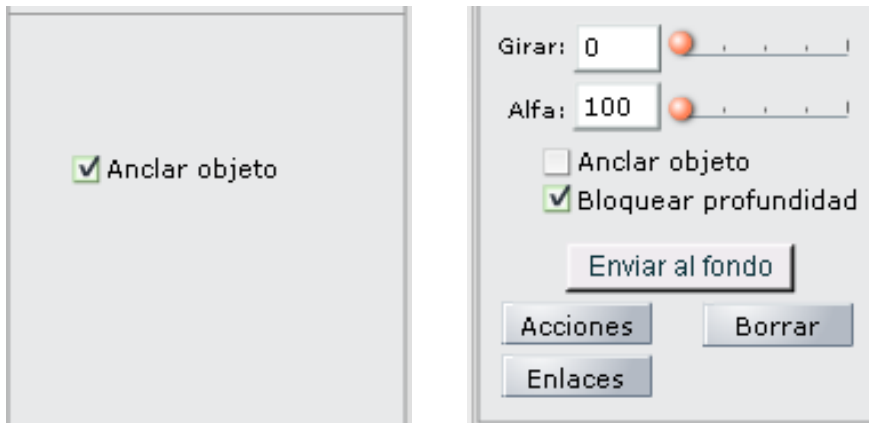 Anclar objeto
Girar: 0
Alfa: 100
Anclar objeto
Bloquear profundidad
Enviar al fondo
Acciones Borrar
Enlaces